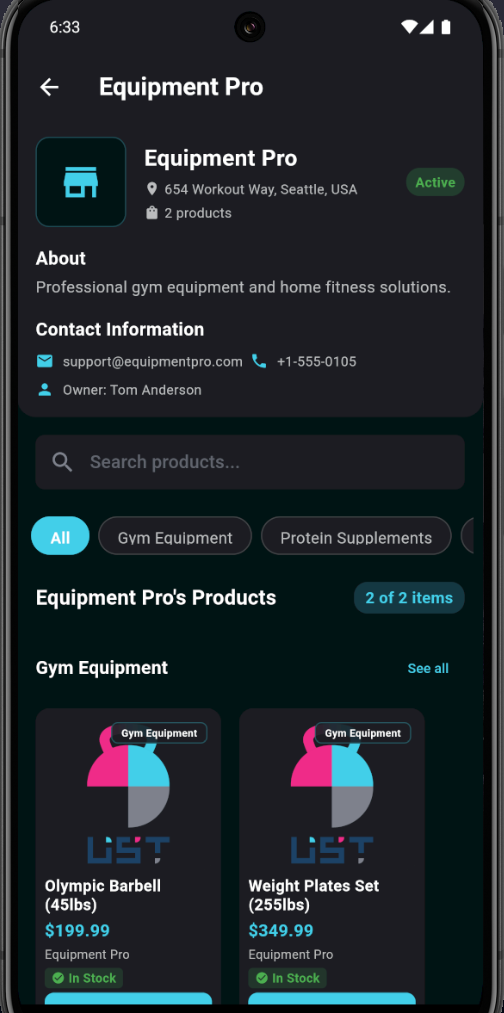 6:33
Equipment Pro
Equipment Pro
654 Workout Way, Seattle, USA
Active
2 products
About
Professional gym equipment and home fitness solutions.
Contact Information
support@equipmentpro.com +1-555-0105
Owner: Tom Anderson
Search products...
All Gym Equipment Protein Supplements
Equipment Pro's Products 2 of 2 items
Gym Equipment See all
Gym Equipment
UST
Olympic Barbell
(45lbs)
$199.99
Equipment Pro
In Stock
Gym Equipment
UST
Weight Plates Set
(255lbs)
$349.99
Equipment Pro
In Stock